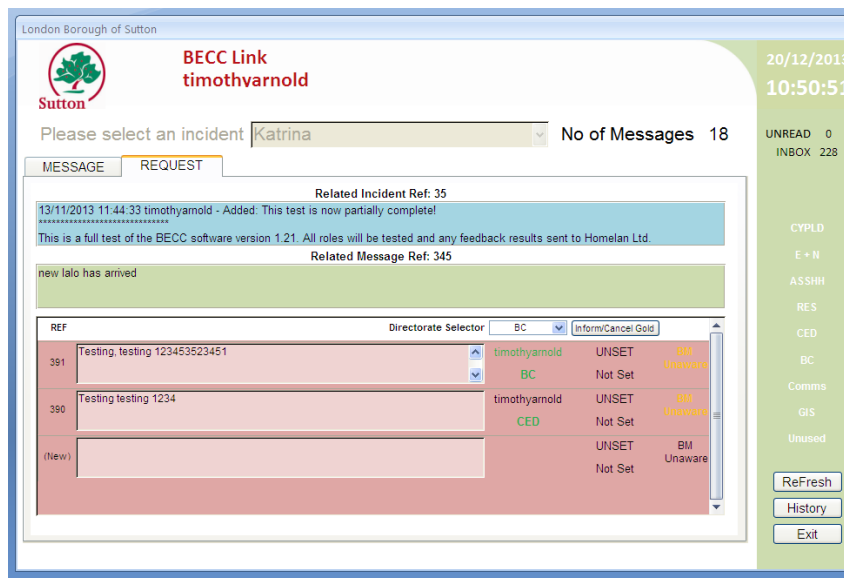 London Borough of Sutton
Sutton
BECC Link
timothyarnold
20/12/2013
10:50:51
Please select an incident Katrina
No of Messages 18
UNREAD 0
INBOX 228
MESSAGE
REQUEST
Related Incident Ref: 35
13/11/2013 11:44:33 timothyarnold - Added: This test is now partially complete!
******************************
This is a full test of the BECC software version 1.21. All roles will be tested and any feedback results sent to Homelan Ltd.
Related Message Ref: 345
new lalo has arrived
REF
Directorate Selector
BC
Inform/Cancel Gold
391
Testing, testing 123453523451
timothyarnold
BC
UNSET
Not Set
BM
Unaware
390
Testing testing 1234
timothyarnold
CED
UNSET
Not Set
BM
Unaware
(New)
UNSET
Not Set
BM
Unaware
CYPLD
E + N
ASSHH
RES
CED
BC
Comms
GIS
Unused
ReFresh
History
Exit